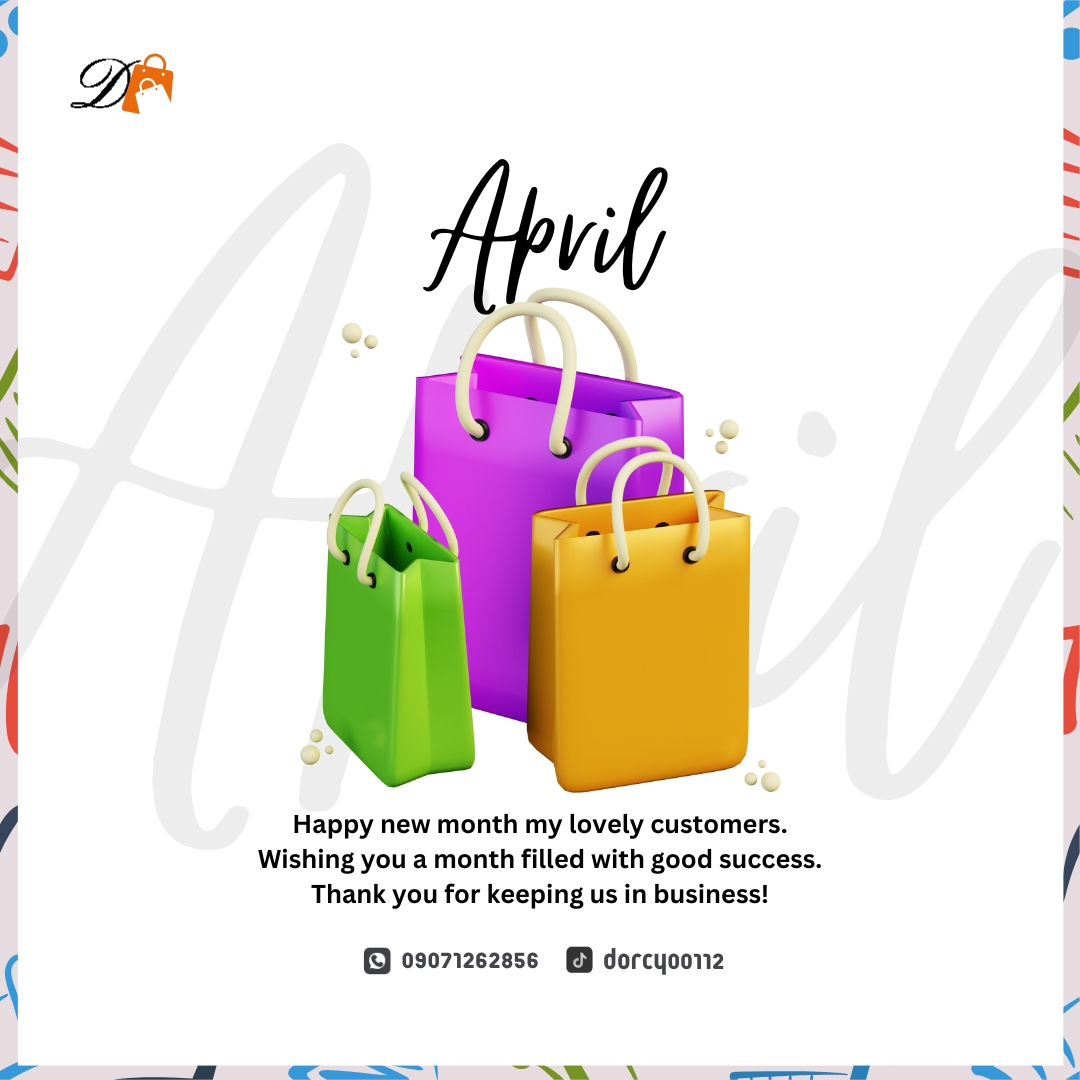 D
April
April
Happy new month my lovely customers.
Wishing you a month filled with good success.
Thank you for keeping us in business!
09071262856 dorcy00112